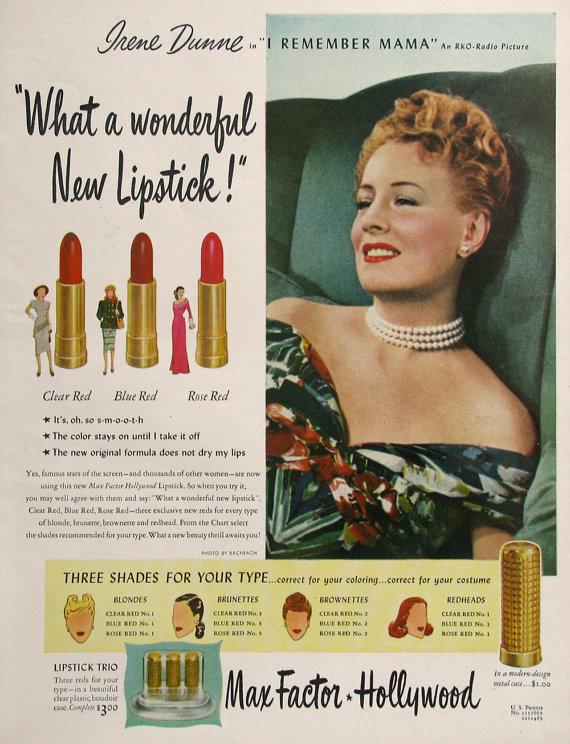 Irene Dunne in "I REMEMBER MAMA" An RKO-Radio Picture
"What a wonderful
New Lipstick!"
Clear Red Blue Red Rose Red
★ It's, oh, so s-m-o-o-t-h
★ The color stays on until I take it off
★ The new original formula does not dry my lips
Yes, famous stars of the screen—and thousands of other women—are now
using this new Max Factor Hollywood Lipstick. So when you try it,
you may well agree with them and say: "What a wonderful new lipstick".
Clear Red, Blue Red, Rose Red—three exclusive new reds for every type
of blonde, brunette, brownette and redhead. From the Chart select
the shades recommended for your type. What a new beauty thrill awaits you!
PHOTO BY BACHRACH
THREE SHADES FOR YOUR TYPE...correct for your coloring...correct for your costume
BLONDES
CLEAR RED No. 1
BLUE RED No. 1
ROSE RED No. 1
BRUNETTES
CLEAR RED No. 3
BLUE RED No. 3
ROSE RED No. 3
BROWNETTES
CLEAR RED No. 2
BLUE RED No. 2
ROSE RED No. 2
REDHEADS
CLEAR RED No. 1
BLUE RED No. 1
ROSE RED No. 1
LIPSTICK TRIO
Three reds for your
type—in a beautiful
clear plastic boudoir
case. Complete $3.00
Max Factor ★ Hollywood
In a modern-design
metal case...$1.00
U. S. Patents
No. 2157667
2211465